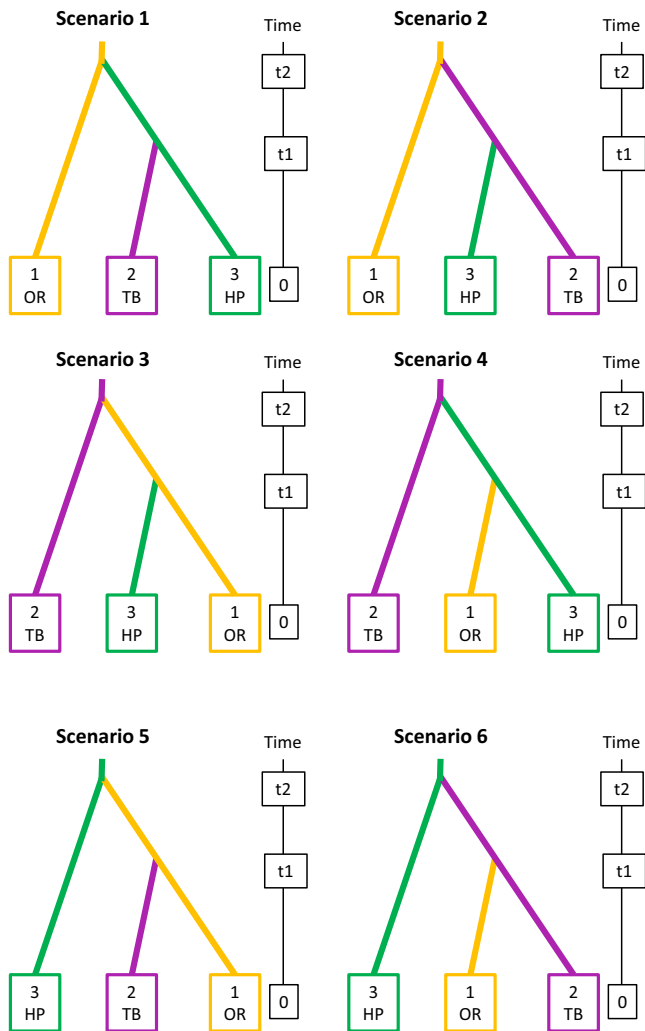 Scenario 1
Time
Scenario 2
Time
t2
t2
t1
t1
1
OR
2
TB
3
HP
0
1
OR
3
HP
2
TB
0
Scenario 3
Time
Scenario 4
Time
t2
t2
t1
t1
2
TB
3
HP
1
OR
0
2
TB
1
OR
3
HP
0
Scenario 5
Time
Scenario 6
Time
t2
t2
t1
t1
3
HP
2
TB
1
OR
0
3
HP
1
OR
2
TB
0